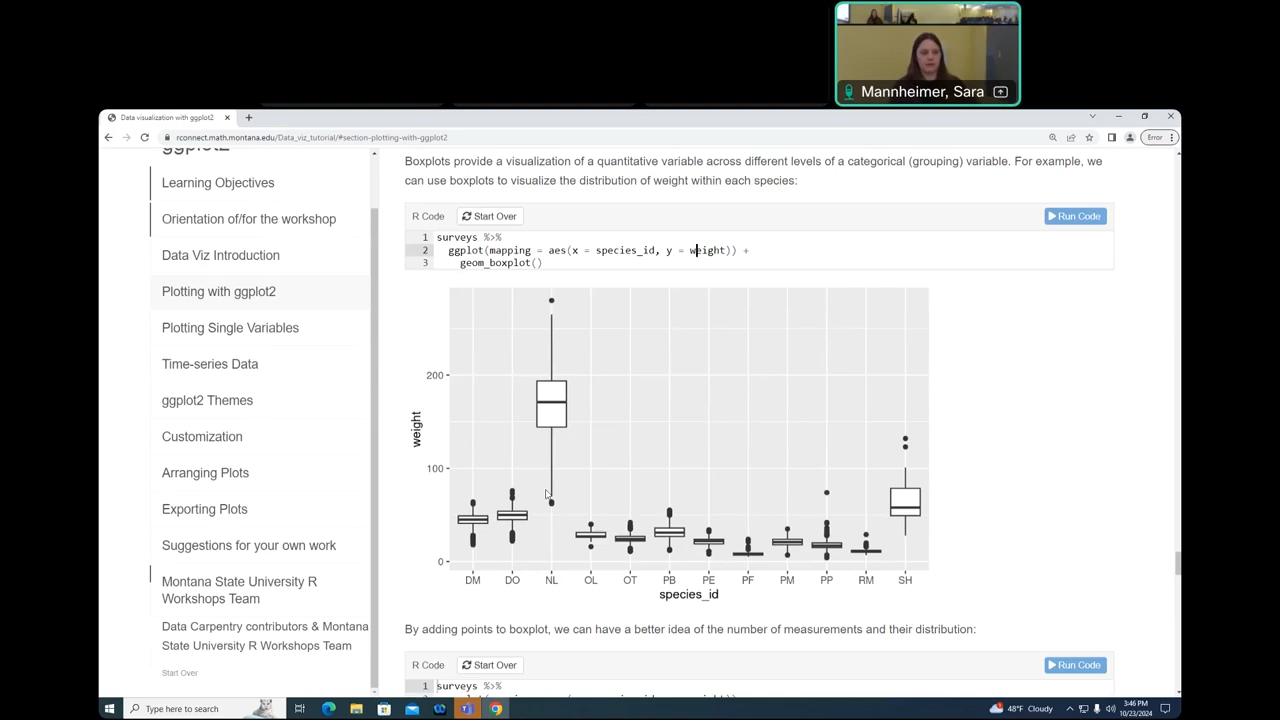 Mannheimer, Sara
Data visualization with ggplot2
rconnect.math.montana.edu/Data_viz_tutorial/#section-plotting-with-ggplot2
Error
ggplot2
Learning Objectives
Orientation of/for the workshop
Data Viz Introduction
Plotting with ggplot2
Plotting Single Variables
Time-series Data
ggplot2 Themes
Customization
Arranging Plots
Exporting Plots
Suggestions for your own work
Montana State University R
Workshops Team
Data Carpentry contributors & Montana
State University R Workshops Team
Start Over
Boxplots provide a visualization of a quantitative variable across different levels of a categorical (grouping) variable. For example, we
can use boxplots to visualize the distribution of weight within each species:
R Code Start Over Run Code
1 surveys %>%
2 ggplot(mapping = aes(x = species_id, y = weight)) +
3 geom_boxplot()
200
100
0
weight
DM DO NL OL OT PB PE PF PM PP RM SH
species_id
By adding points to boxplot, we can have a better idea of the number of measurements and their distribution:
R Code Start Over Run Code
1 surveys %>%
Type here to search
48°F Cloudy
3:46 PM
10/23/2024